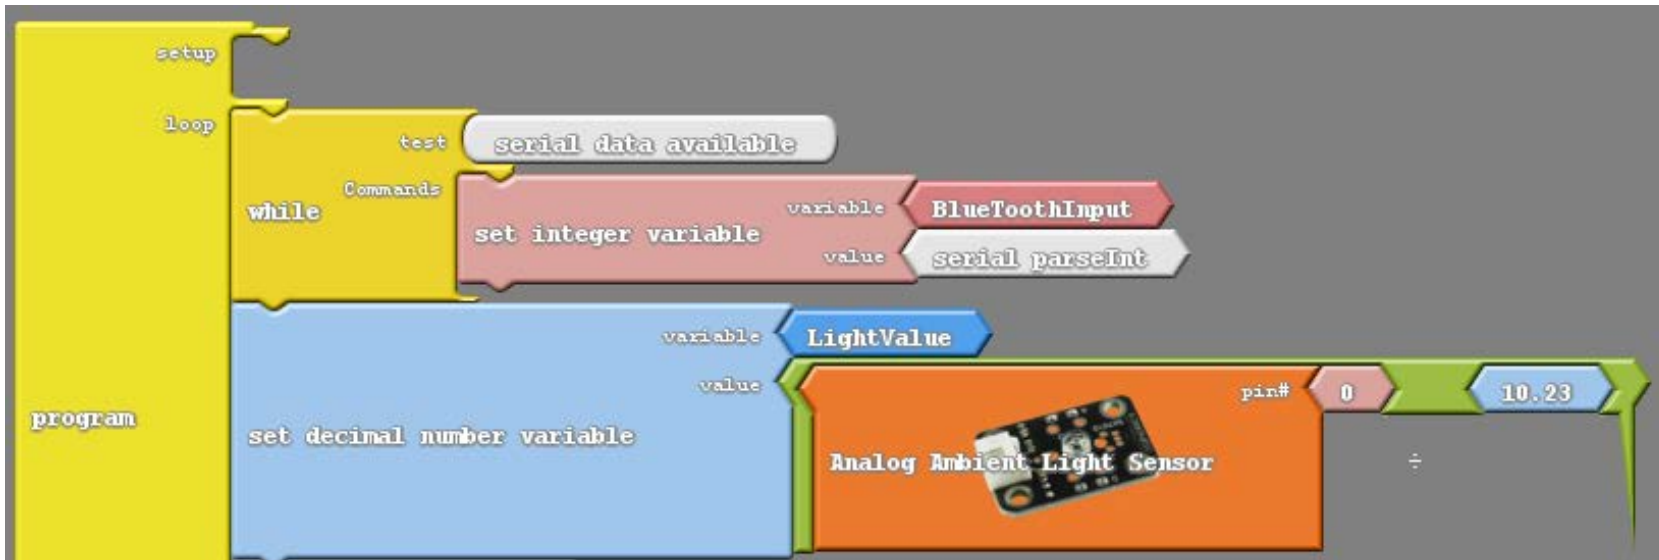 setup
loop
test
serial data available
Commands
while
set integer variable
variable
BlueToothInput
value
serial parseInt
variable
LightValue
value
program
set decimal number variable
pin#
0
10.23
Analog Ambient Light Sensor
÷